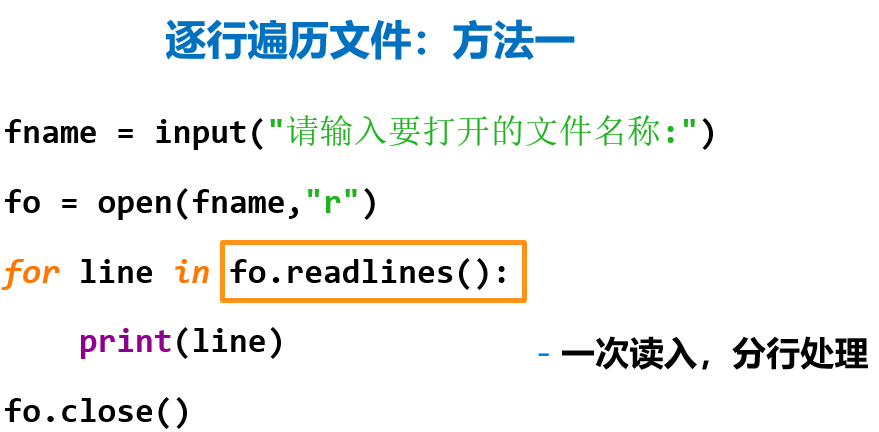 逐行遍历文件：方法一
fname = input("请输入要打开的文件名称:")
fo = open(fname,"r")
for line in fo.readlines():
    print(line)
- 一次读入，分行处理
fo.close()